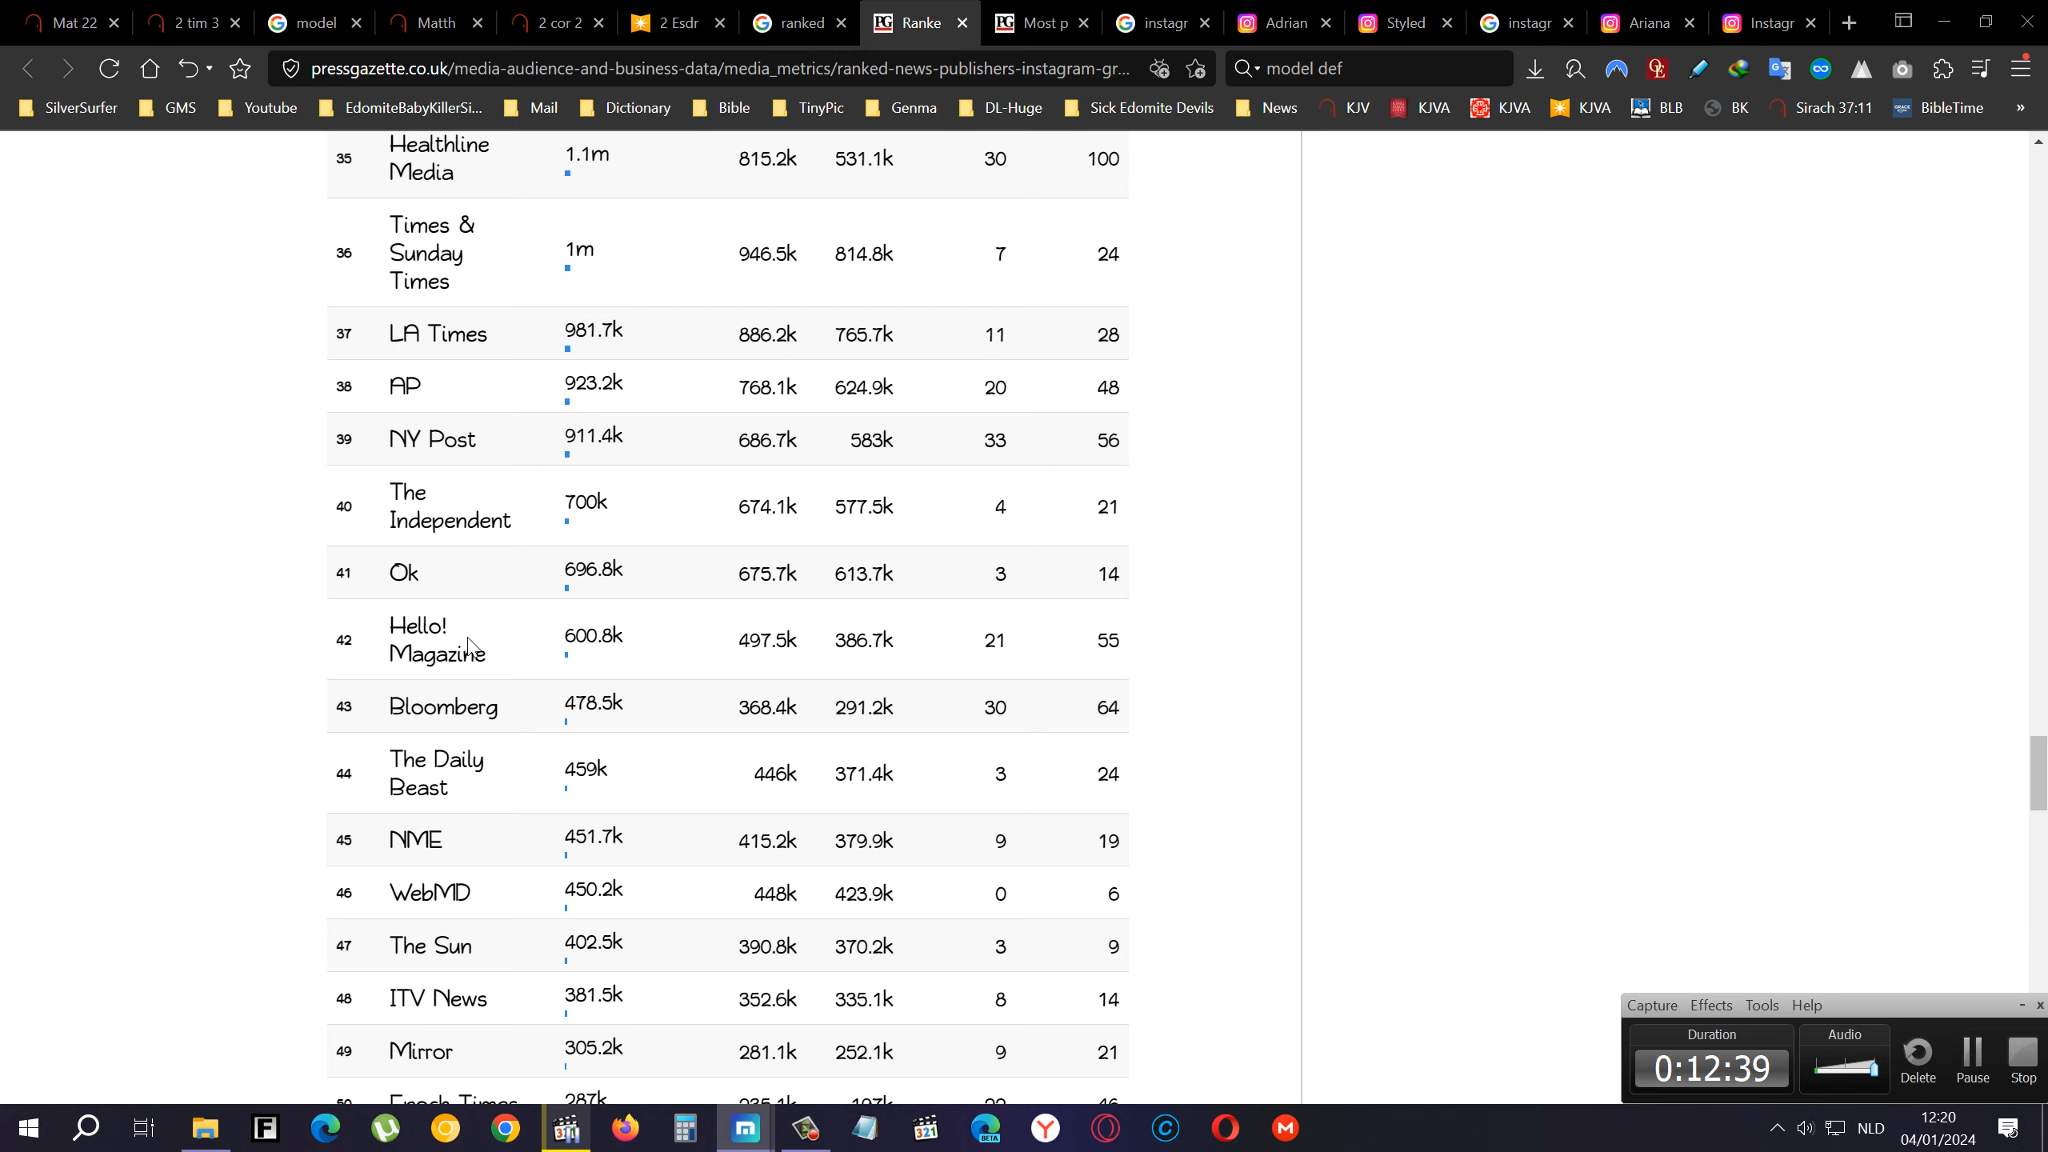 Mat 22
2 tim 3
model
Matth
2 cor 2
2 Esdr
ranked
Ranke
Most p
instagr
Adrian
Styled
instagr
Ariana
Instagr
pressgazette.co.uk/media-audience-and-business-data/media_metrics/ranked-news-publishers-instagram-gr...
model def
SilverSurfer
GMS
Youtube
EdomiteBabyKillerSi...
Mail
Dictionary
Bible
TinyPic
Genma
DL-Huge
Sick Edomite Devils
News
KJV
KJVA
KJVA
KJVA
BLB
BK
Sirach 37:11
BibleTime
35 Healthline Media 1.1m 815.2k 531.1k 30 100
36 Times & Sunday Times 1m 946.5k 814.8k 7 24
37 LA Times 981.7k 886.2k 765.7k 11 28
38 AP 923.2k 768.1k 624.9k 20 48
39 NY Post 911.4k 686.7k 583k 33 56
40 The Independent 700k 674.1k 577.5k 4 21
41 Ok 696.8k 675.7k 613.7k 3 14
42 Hello! Magazine 600.8k 497.5k 386.7k 21 55
43 Bloomberg 478.5k 368.4k 291.2k 30 64
44 The Daily Beast 459k 446k 371.4k 3 24
45 NME 451.7k 415.2k 379.9k 9 19
46 WebMD 450.2k 448k 423.9k 0 6
47 The Sun 402.5k 390.8k 370.2k 3 9
48 ITV News 381.5k 352.6k 335.1k 8 14
49 Mirror 305.2k 281.1k 252.1k 9 21
50 Epoch Times 287k
Capture Effects Tools Help
Duration
Audio
0:12:39
Delete
Pause
Stop
NLD
12:20
04/01/2024